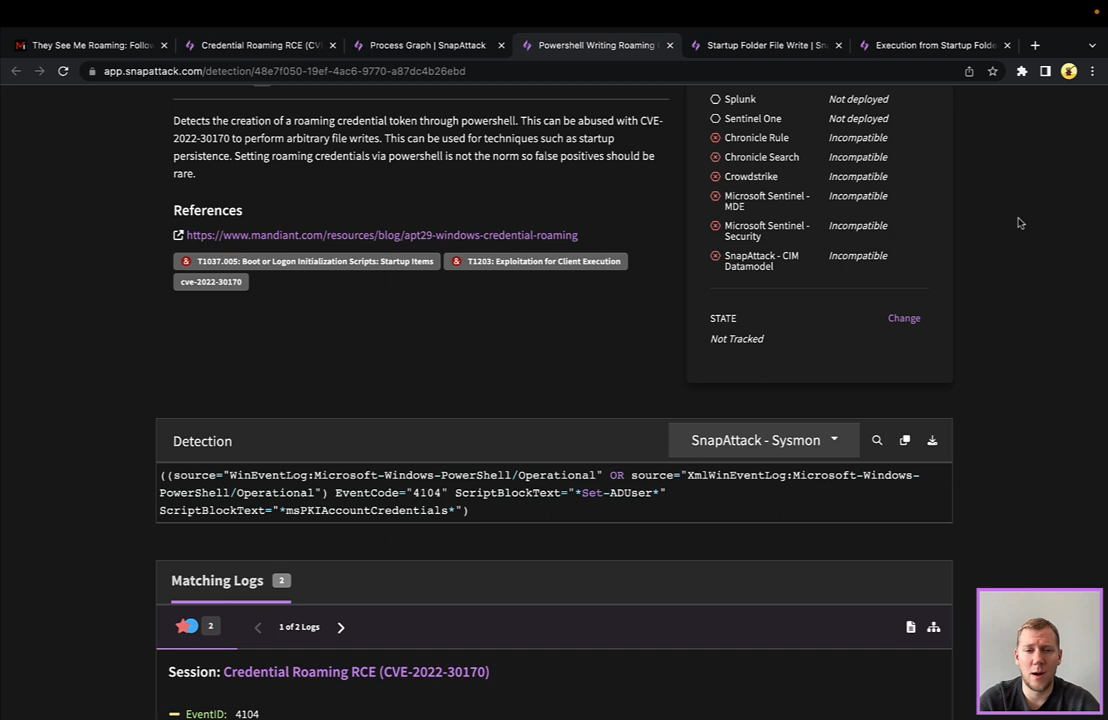 They See Me Roaming: Follow
Credential Roaming RCE (CV
Process Graph | SnapAttack
Powershell Writing Roaming
Startup Folder File Write | Sn
Execution from Startup Folde
app.snapattack.com/detection/48e7f050-19ef-4ac6-9770-a87dc4b26ebd
Detects the creation of a roaming credential token through powershell. This can be abused with CVE-
2022-30170 to perform arbitrary file writes. This can be used for techniques such as startup
persistence. Setting roaming credentials via powershell is not the norm so false positives should be
rare.
References
https://www.mandiant.com/resources/blog/apt29-windows-credential-roaming
T1037.005: Boot or Logon Initialization Scripts: Startup Items
T1203: Exploitation for Client Execution
cve-2022-30170
Splunk Not deployed
Sentinel One Not deployed
Chronicle Rule Incompatible
Chronicle Search Incompatible
Crowdstrike Incompatible
Microsoft Sentinel - Incompatible
MDE
Microsoft Sentinel - Incompatible
Security
SnapAttack - CIM Incompatible
Datamodel
STATE Change
Not Tracked
Detection SnapAttack - Sysmon
((source="WinEventLog:Microsoft-Windows-PowerShell/Operational" OR source="XmlWinEventLog:Microsoft-Windows-
PowerShell/Operational") EventCode="4104" ScriptBlockText="*Set-ADUser*"
ScriptBlockText="*msPKIAccountCredentials*")
Matching Logs 2
2 1 of 2 Logs
Session: Credential Roaming RCE (CVE-2022-30170)
EventID: 4104